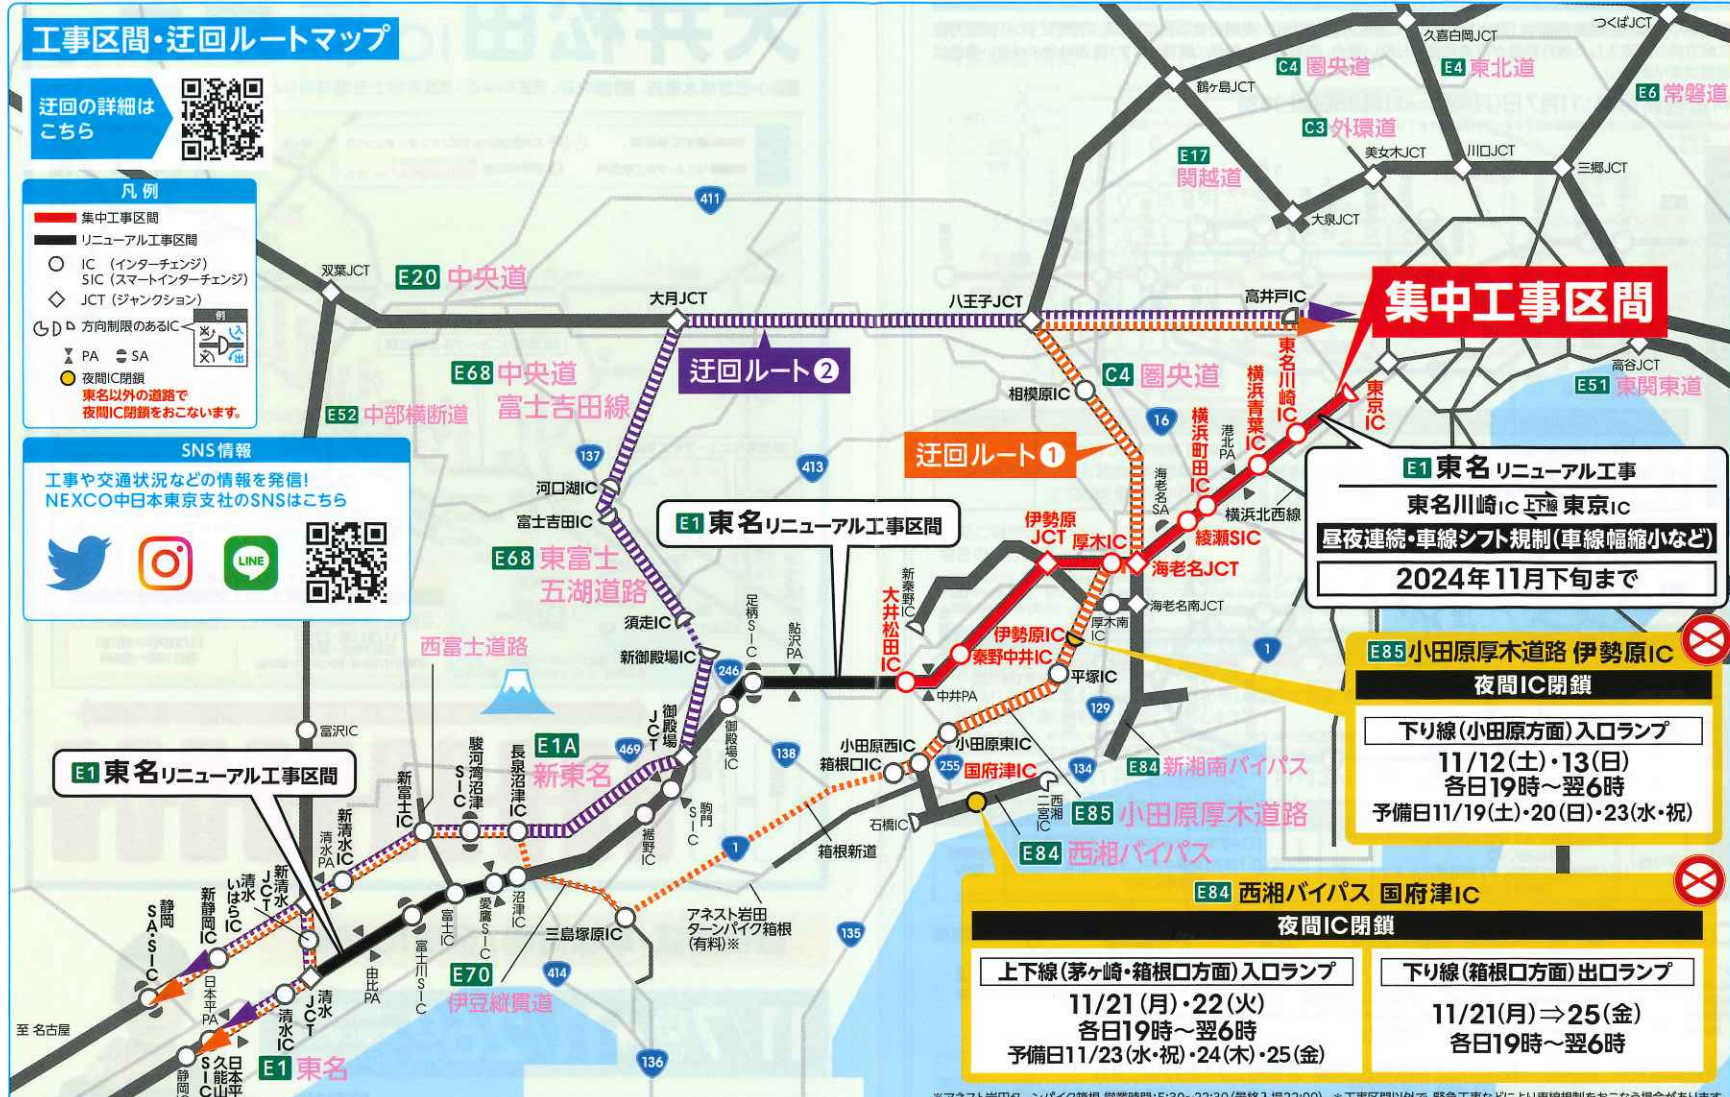 工事区間・迂回ルートマップ
迂回の詳細は
こちら
凡例
集中工事区間
リニューアル工事区間
IC (インターチェンジ)
SIC (スマートインターチェンジ)
JCT (ジャンクション)
方向制限のあるIC
例
入
出
PA
SA
夜間IC閉鎖
東名以外の道路で
夜間IC閉鎖をおこないます。
SNS情報
工事や交通状況などの情報を発信!
NEXCO中日本東京支社のSNSはこちら
LINE
つくばJCT
久喜白岡JCT
C4 圏央道
E4 東北道
鶴ヶ島JCT
E6 常磐道
C3 外環道
E17
関越道
美女木JCT
川口JCT
三郷JCT
大泉JCT
411
双葉JCT
E20 中央道
大月JCT
八王子JCT
高井戸IC
集中工事区間
高谷JCT
E51 東関東道
迂回ルート❷
E68 中央道
富士吉田線
E52 中部横断道
C4 圏央道
相模原IC
16
迂回ルート❶
東名川崎IC
横浜青葉IC
横浜町田IC
東京IC
港北PA
海老名SA
横浜北西線
綾瀬SIC
海老名JCT
137
413
河口湖IC
富士吉田IC
E68 東富士
五湖道路
須走IC
新御殿場IC
E1 東名リニューアル工事区間
伊勢原
JCT
厚木IC
新秦野IC
海老名南JCT
厚木南IC
大井松田IC
伊勢原IC
秦野中井IC
中井PA
平塚IC
E1 東名 リニューアル工事
東名川崎IC 上下線 東京IC
昼夜連続・車線シフト規制(車線幅縮小など)
2024年11月下旬まで
1
西富士道路
246
足柄SIC
鮎沢PA
御殿場IC
御殿場JCT
469
138
129
134
富沢IC
E1A
新東名
駿河湾沼津SIC
長泉沼津IC
新富士IC
駒門SIC
裾野IC
小田原西IC
箱根口IC
小田原東IC
255
国府津IC
西湘二宮IC
石橋IC
箱根新道
E84 新湘南バイパス
E85 小田原厚木道路
E84 西湘バイパス
E85 小田原厚木道路 伊勢原IC
夜間IC閉鎖
下り線(小田原方面)入口ランプ
11/12(土)・13(日)
各日19時〜翌6時
予備日11/19(土)・20(日)・23(水・祝)
E1 東名リニューアル工事区間
新清水IC
清水PA
新清水JCT
清水いはらIC
新静岡IC
静岡SA・SIC
日本平PA
至 名古屋
清水JCT
清水IC
日本平久能山SIC
E1 東名
由比PA
富士川SIC
富士IC
愛鷹SIC
沼津IC
1
三島塚原IC
アネスト岩田
ターンパイク箱根
(有料)※
E70
伊豆縦貫道
414
135
136
E84 西湘バイパス 国府津IC
夜間IC閉鎖
上下線(茅ヶ崎・箱根口方面)入口ランプ
11/21(月)・22(火)
各日19時〜翌6時
予備日11/23(水・祝)・24(木)・25(金)
下り線(箱根口方面)出口ランプ
11/21(月)⇒25(金)
各日19時〜翌6時